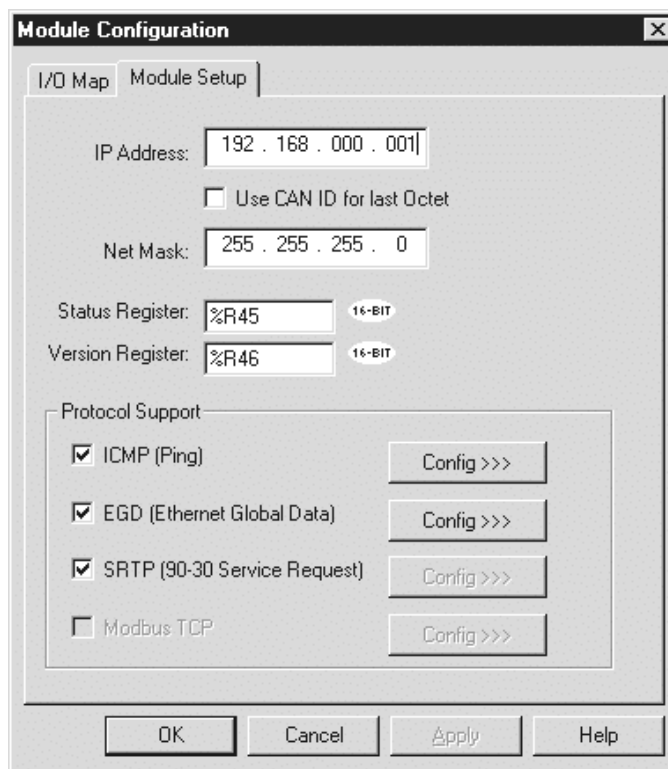 Module Configuration
I/O Map
Module Setup
IP Address: 192 . 168 . 000 . 001
Use CAN ID for last Octet
Net Mask: 255 . 255 . 255 . 0
Status Register: %R45 16-BIT
Version Register: %R46 16-BIT
Protocol Support
ICMP (Ping) Config >>>
EGD (Ethernet Global Data) Config >>>
SRTP (90-30 Service Request) Config >>>
Modbus TCP Config >>>
OK Cancel Apply Help